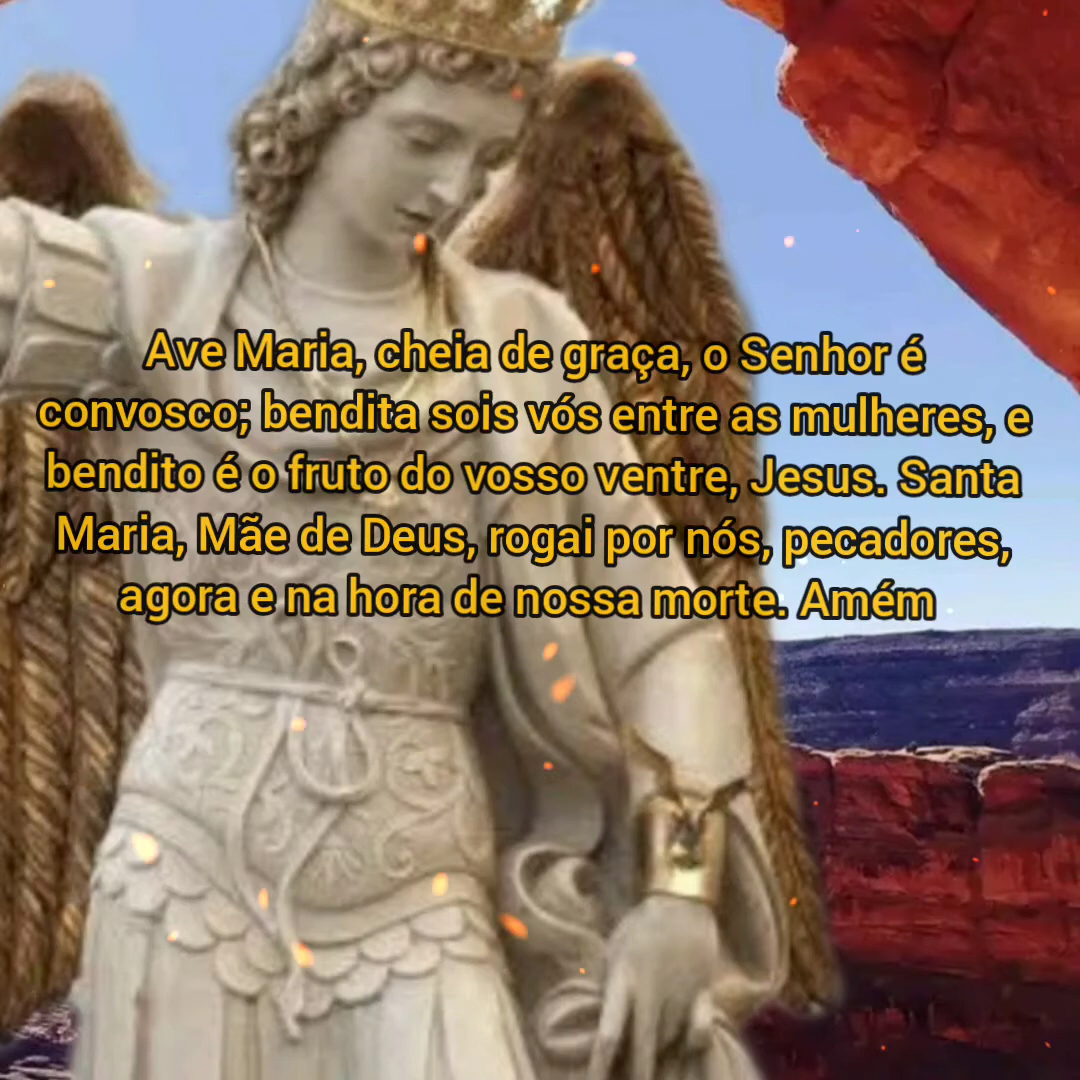 Ave Maria, cheia de graça, o Senhor é
convosco; bendita sois vós entre as mulheres, e
bendito é o fruto do vosso ventre, Jesus. Santa
Maria, Mãe de Deus, rogai por nós, pecadores,
agora e na hora de nossa morte. Amém